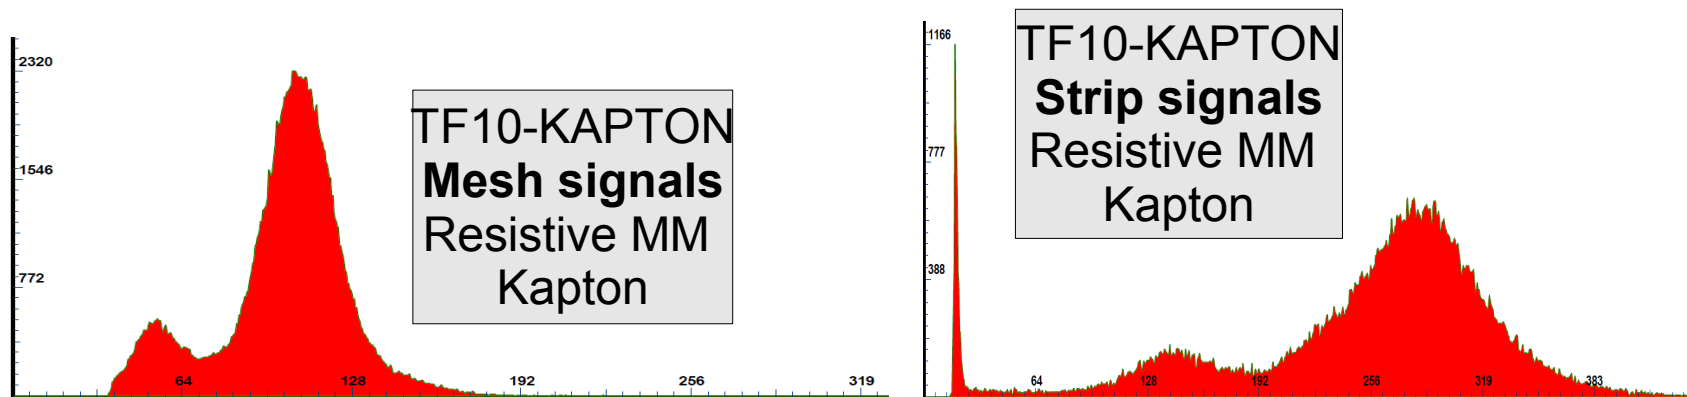 2320
1546
772
64 128 192 256 319
TF10-KAPTON
Mesh signals
Resistive MM
Kapton
1166
777
388
64 128 192 256 319 383
TF10-KAPTON
Strip signals
Resistive MM
Kapton